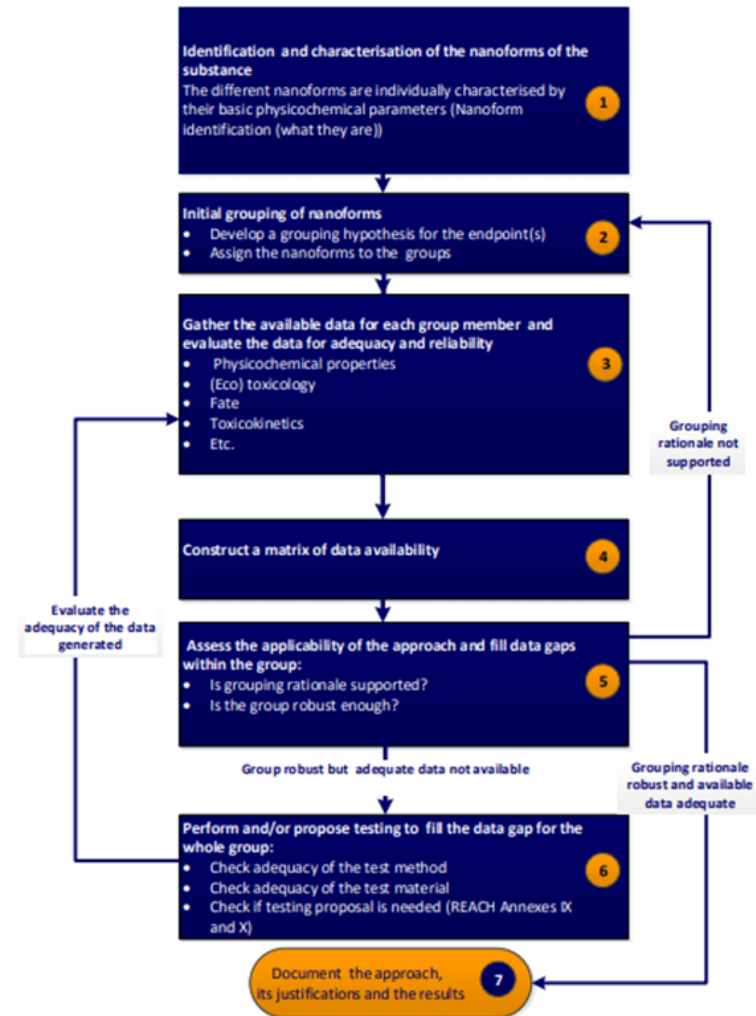 Identification and characterisation of the nanoforms of the
substance
The different nanoforms are individually characterised by
their basic physicochemical parameters (Nanoform
identification (what they are))
1
Initial grouping of nanoforms
• Develop a grouping hypothesis for the endpoint(s)
• Assign the nanoforms to the groups
2
Gather the available data for each group member and
evaluate the data for adequacy and reliability
• Physicochemical properties
• (Eco) toxicology
• Fate
• Toxicokinetics
• Etc.
3
Grouping
rationale not
supported
Construct a matrix of data availability
4
Evaluate the
adequacy of the data
generated
Assess the applicability of the approach and fill data gaps
within the group:
• Is grouping rationale supported?
• Is the group robust enough?
5
Group robust but adequate data not available
Grouping rationale
robust and available
data adequate
Perform and/or propose testing to fill the data gap for the
whole group:
• Check adequacy of the test method
• Check adequacy of the test material
• Check if testing proposal is needed (REACH Annexes IX
and X)
6
Document the approach,
its justifications and the results
7